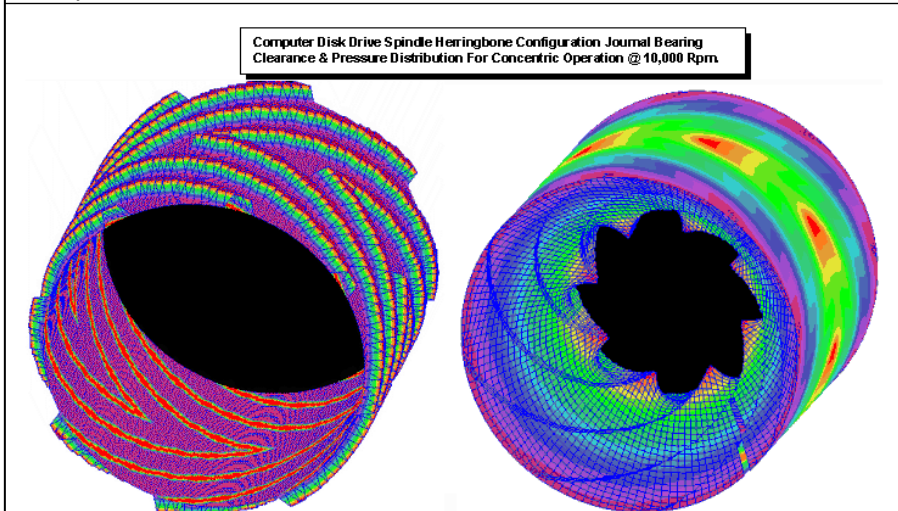 Computer Disk Drive Spindle Herringbone Configuration Journal Bearing
Clearance & Pressure Distribution For Concentric Operation @ 10,000 Rpm.